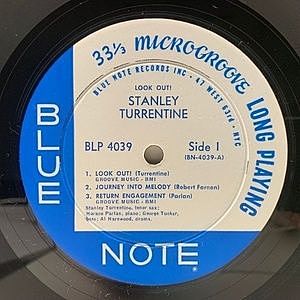 33⅓ MICROGROOVE LONG PLAYING
BLUE NOTE RECORDS INC · 47 WEST 63rd, NYC
LOOK OUT!
STANLEY
TURRENTINE
BLP 4039
Side 1
(BN-4039-A)
1. LOOK OUT! (Turrentine)
GROOVE MUSIC - BMI
2. JOURNEY INTO MELODY (Robert Farnon)
3. RETURN ENGAGEMENT (Parlan)
GROOVE MUSIC - BMI
Stanley Turrentine, tenor sax;
Horace Parlan, piano; George Tucker,
bass; Al Harewood, drums.
BLUE
NOTE